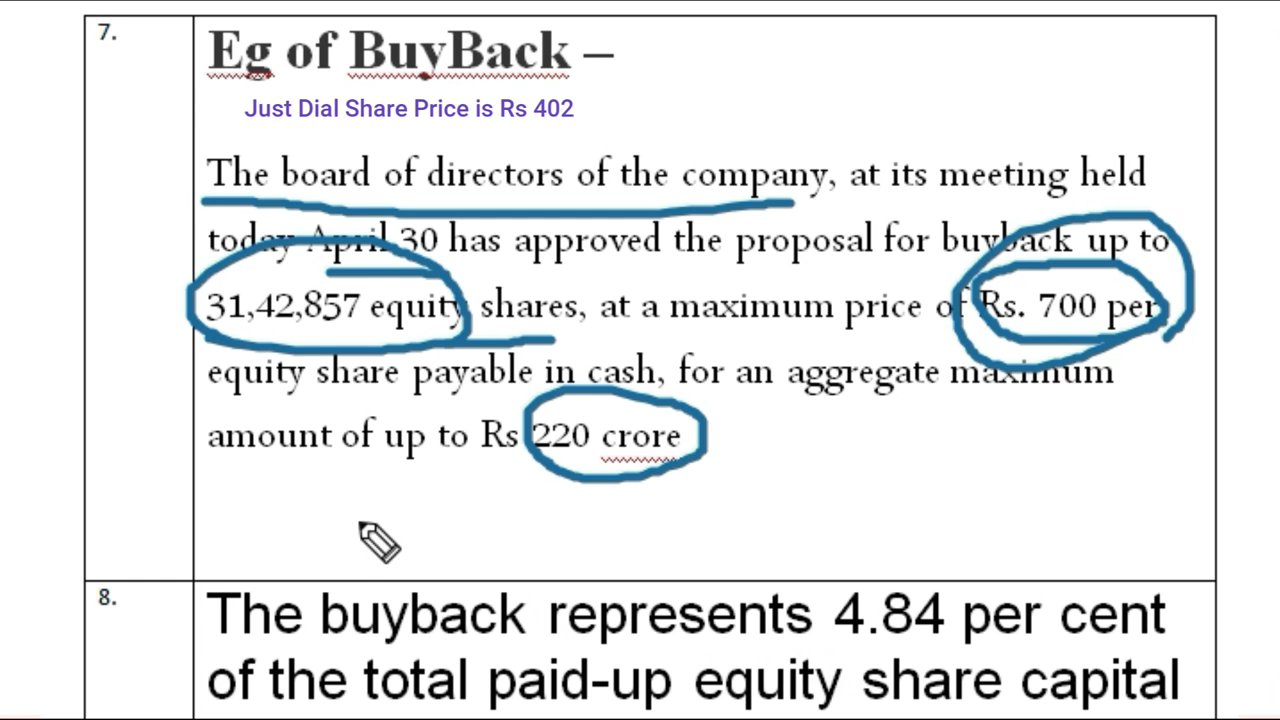 7.
Eg of BuyBack –
Just Dial Share Price is Rs 402
The board of directors of the company, at its meeting held
today April 30 has approved the proposal for buyback up to
31,42,857 equity shares, at a maximum price of Rs. 700 per
equity share payable in cash, for an aggregate maximum
amount of up to Rs 220 crore
8.
The buyback represents 4.84 per cent
of the total paid-up equity share capital